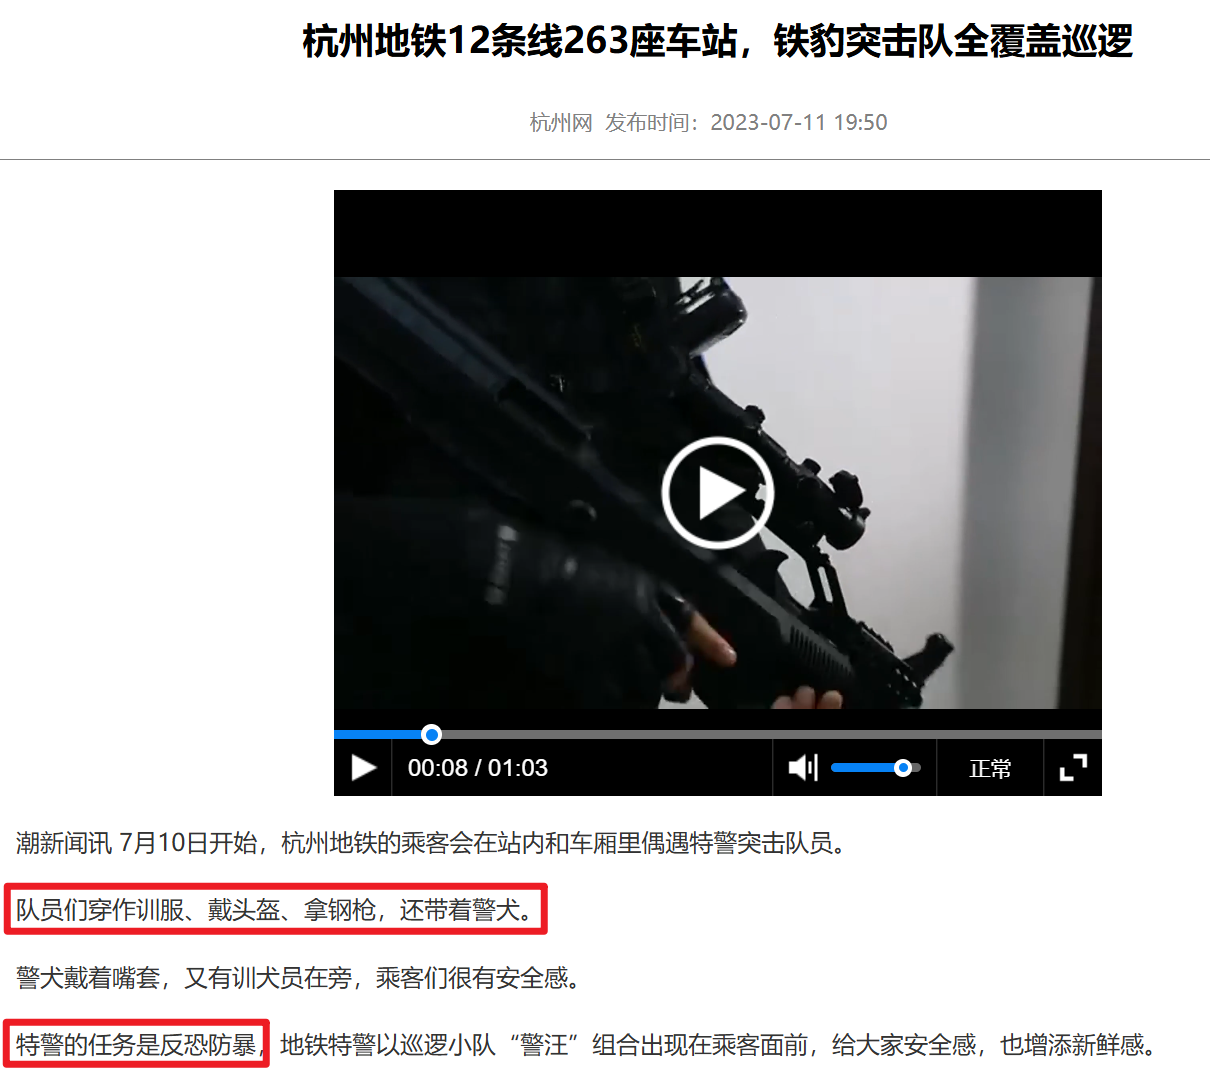 杭州地铁12条线263座车站，铁豹突击队全覆盖巡逻
杭州网 发布时间：2023-07-11 19:50
00:08 / 01:03
正常
潮新闻讯 7月10日开始，杭州地铁的乘客会在站内和车厢里偶遇特警突击队员。
队员们穿作训服、戴头盔、拿钢枪，还带着警犬。
警犬戴着嘴套，又有训犬员在旁，乘客们很有安全感。
特警的任务是反恐防暴，地铁特警以巡逻小队“警汪”组合出现在乘客面前，给大家安全感，也增添新鲜感。